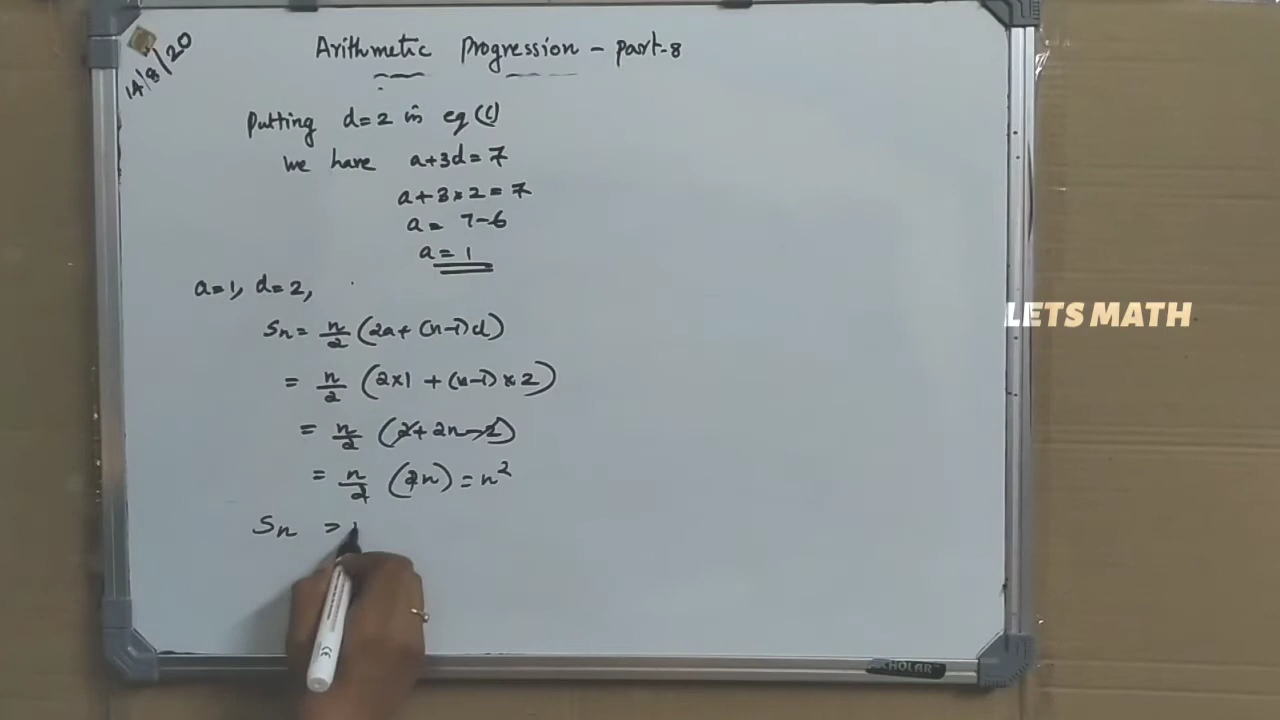 14/8/20
Arithmetic Progression - part-8
Putting d=2 in eq (1)
we have a+3d=7
a+3×2=7
a= 7-6
a=1
a=1, d=2,
Sn= n/2 (2a+(n-1)d)
= n/2 (2×1 +(n-1)×2)
= n/2 (2+2n-2)
= n/2 (2n) = n²
Sn =
LETS MATH
SCHOLAR